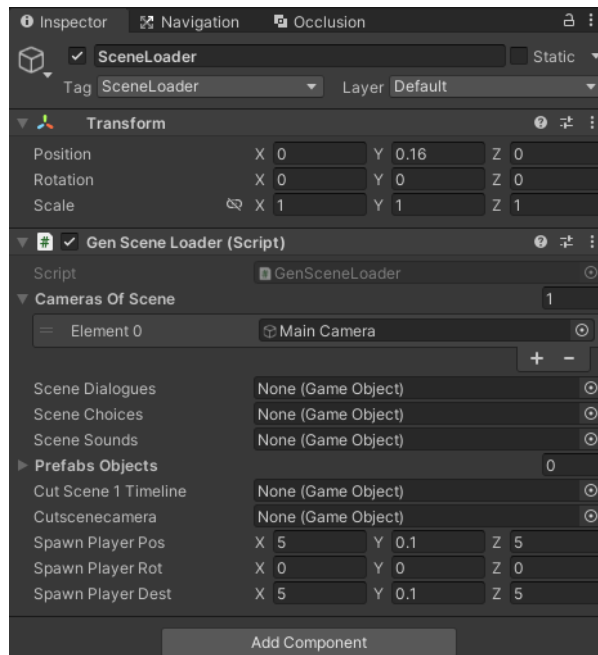 Inspector Navigation Occlusion
SceneLoader Static
Tag SceneLoader Layer Default
Transform
Position X 0 Y 0.16 Z 0
Rotation X 0 Y 0 Z 0
Scale X 1 Y 1 Z 1
# Gen Scene Loader (Script)
Script # GenSceneLoader
Cameras Of Scene 1
= Element 0 Main Camera
+ −
Scene Dialogues None (Game Object)
Scene Choices None (Game Object)
Scene Sounds None (Game Object)
Prefabs Objects 0
Cut Scene 1 Timeline None (Game Object)
Cutscenecamera None (Game Object)
Spawn Player Pos X 5 Y 0.1 Z 5
Spawn Player Rot X 0 Y 0 Z 0
Spawn Player Dest X 5 Y 0.1 Z 5
Add Component